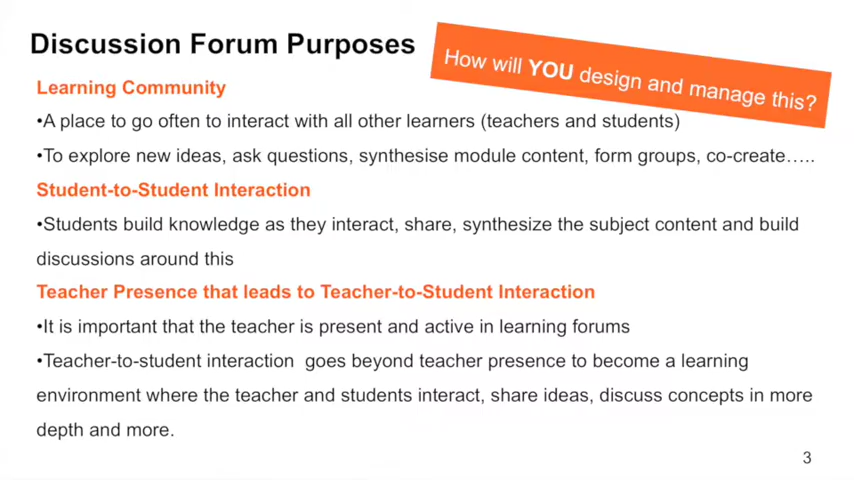 Discussion Forum Purposes
How will YOU design and manage this?
Learning Community
•A place to go often to interact with all other learners (teachers and students)
•To explore new ideas, ask questions, synthesise module content, form groups, co-create…..
Student-to-Student Interaction
•Students build knowledge as they interact, share, synthesize the subject content and build
discussions around this
Teacher Presence that leads to Teacher-to-Student Interaction
•It is important that the teacher is present and active in learning forums
•Teacher-to-student interaction  goes beyond teacher presence to become a learning
environment where the teacher and students interact, share ideas, discuss concepts in more
depth and more.
3